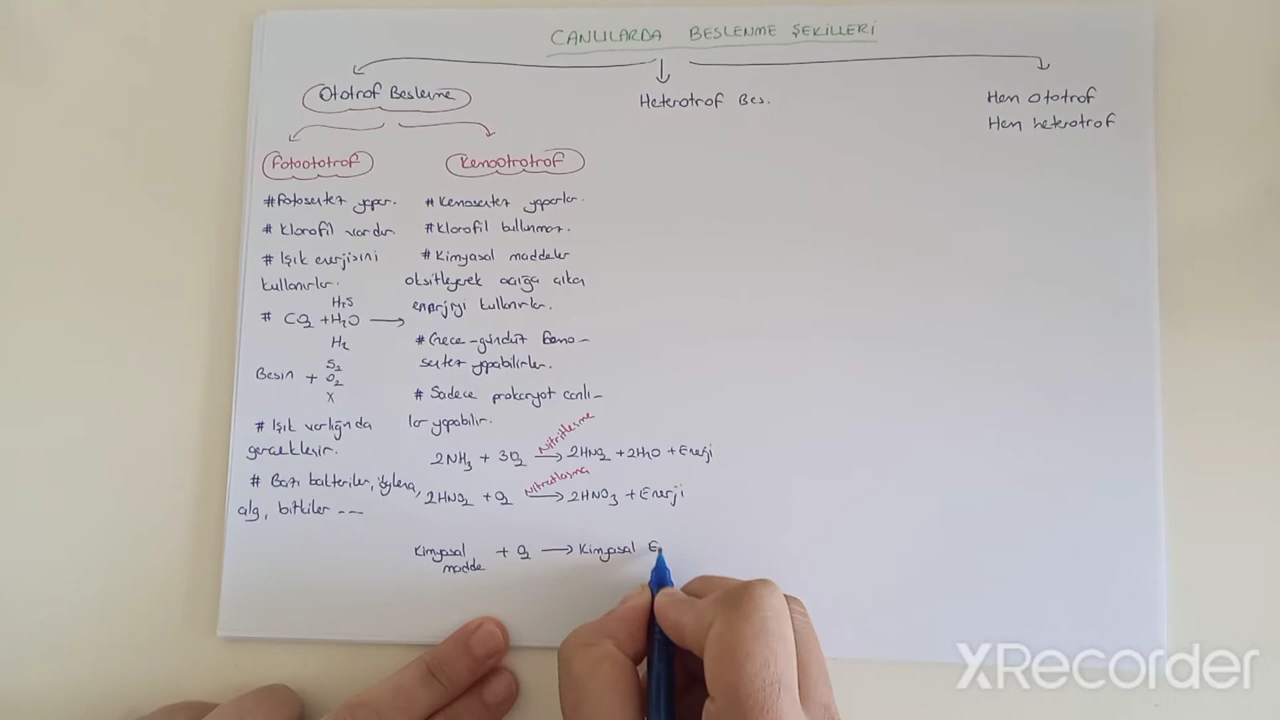 CANLILARDA BESLENME ŞEKİLLERİ
Ototrof Beslenme
Heterotrof Bes.
Hem ototrof
Hem heterotrof
Fotoototrof
Kemoototrof
#Fotosentez yapar.
# Klorofil vardır
# Işık enerjisini
kullanırlar.
H₂S
# CO₂ + H₂O →
H₂
S₂
Besin + O₂
X
# Işık varlığında
gerçekleşir.
# Bazı bakteriler, öglena,
alg, bitkiler ---
# Kemosentez yaparlar.
#Klorofil bulunmaz.
# Kimyasal maddeler
oksitleyerek açığa çıkan
enerjiyi kullanırlar.
# Gece-gündüz kemo-
sentez yapabilirler.
# Sadece prokaryot canlı-
lar yapabilir.
Nitritleşme
2NH₃ + 3O₂ → 2HNO₂ + 2H₂O + Enerji
Nitratlaşma
2HNO₂ + O₂ → 2HNO₃ + Enerji
Kimyasal + O₂ → Kimyasal E
madde
XRecorder